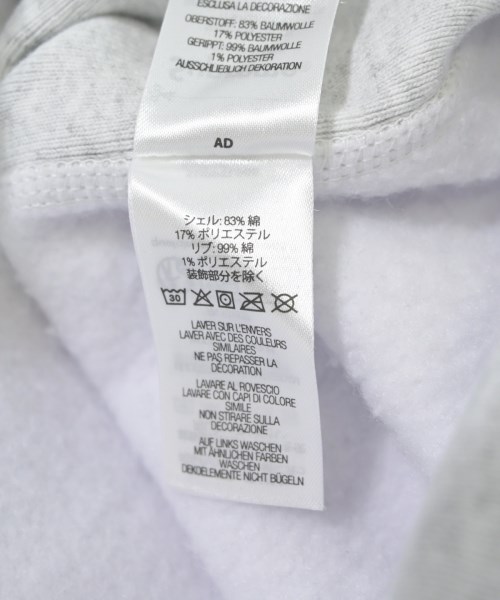 ESCLUSA LA DECORAZIONE
OBERSTOFF: 83% BAUMWOLLE
17% POLYESTER
GERIPPT: 99% BAUMWOLLE
1% POLYESTER
AUSSCHLIEßLICH DEKORATION
AD
シェル: 83% 綿
17% ポリエステル
リブ: 99% 綿
1% ポリエステル
装飾部分を除く
30
LAVER SUR L'ENVERS
LAVER AVEC DES COULEURS
SIMILAIRES
NE PAS REPASSER LA
DÉCORATION
LAVARE AL ROVESCIO
LAVARE CON CAPI DI COLORE
SIMILE
NON STIRARE SULLA
DECORAZIONE
AUF LINKS WASCHEN
MIT ÄHNLICHEN FARBEN
WASCHEN
DEKOELEMENTE NICHT BÜGELN